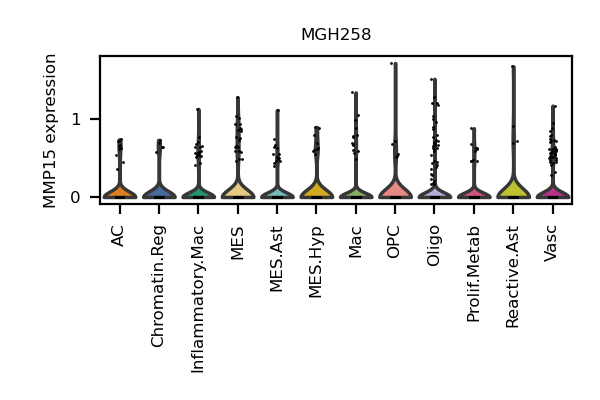 MGH258
MMP15 expression
1
0
AC
Chromatin.Reg
Inflammatory.Mac
MES
MES.Ast
MES.Hyp
Mac
OPC
Oligo
Prolif.Metab
Reactive.Ast
Vasc